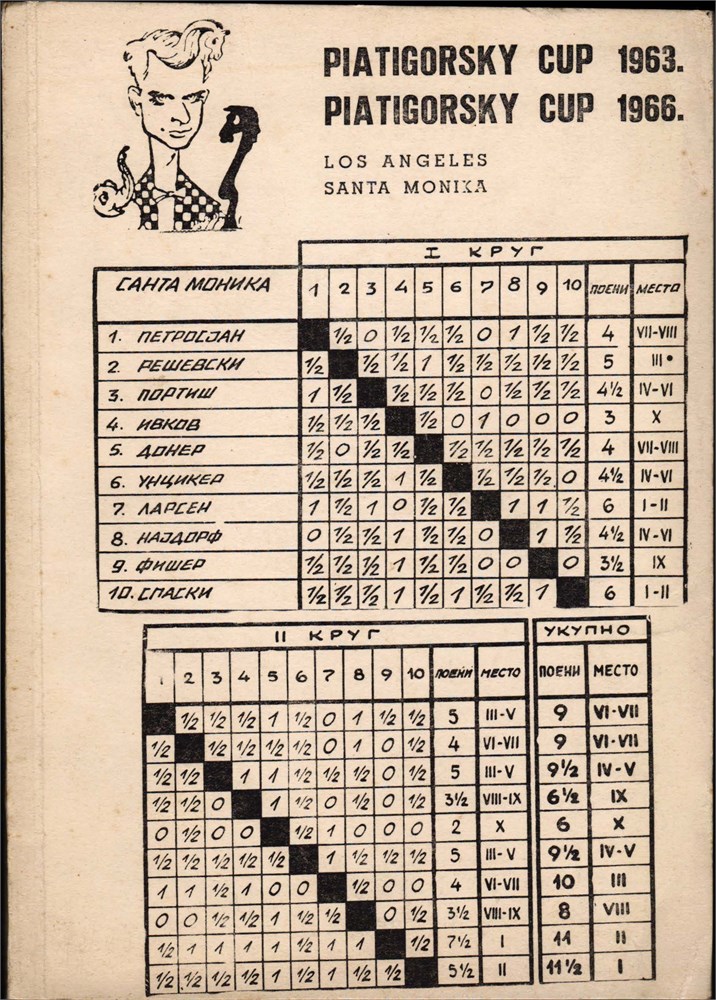 PIATIGORSKY CUP 1963.
PIATIGORSKY CUP 1966.
LOS ANGELES
SANTA MONIKA
I КРУГ
САНТА МОНИКА 1 2 3 4 5 6 7 8 9 10 ПОЕНИ МЕСТО
1. ПЕТРОСЈАН ½ 0 ½ ½ ½ 0 1 ½ ½ 4 VII-VIII
2. РЕШЕВСКИ ½ ½ ½ 1 ½ ½ ½ ½ ½ 5 III•
3. ПОРТИШ 1 ½ ½ ½ ½ 0 ½ ½ ½ 4½ IV-VI
4. ИВКОВ ½ ½ ½ ½ 0 1 0 0 0 3 X
5. ДОНЕР ½ 0 ½ ½ ½ ½ ½ ½ ½ 4 VII-VIII
6. УНЦИКЕР ½ ½ ½ 1 ½ ½ ½ ½ 0 4½ IV-VI
7. ЛАРСЕН 1 ½ 1 0 ½ ½ 1 1 ½ 6 I-II
8. НАЈДОРФ 0 ½ ½ 1 ½ ½ 0 1 ½ 4½ IV-VI
9. ФИШЕР ½ ½ ½ 1 ½ ½ 0 0 0 3½ IX
10. СПАСКИ ½ ½ ½ 1 ½ 1 ½ ½ 1 6 I-II
II КРУГ УКУПНО
1 2 3 4 5 6 7 8 9 10 ПОЕНИ МЕСТО ПОЕНИ МЕСТО
½ ½ ½ 1 ½ 0 1 ½ ½ 5 III-V 9 VI-VII
½ ½ ½ ½ ½ 0 1 0 ½ 4 VI-VII 9 VI-VII
½ ½ 1 1 ½ ½ ½ 0 ½ 5 III-V 9½ IV-V
½ ½ 0 1 ½ 0 ½ 0 ½ 3½ VIII-IX 6½ IX
0 ½ 0 0 ½ 1 0 0 0 2 X 6 X
½ ½ ½ ½ ½ 1 ½ ½ ½ 5 III-V 9½ IV-V
1 1 ½ 1 0 0 ½ 0 0 4 VI-VII 10 III
0 0 ½ ½ 1 ½ ½ 0 ½ 3½ VIII-IX 8 VIII
½ 1 1 1 1 ½ 1 1 ½ 7½ I 11 II
½ ½ ½ ½ 1 ½ 1 ½ ½ 5½ II 11½ I